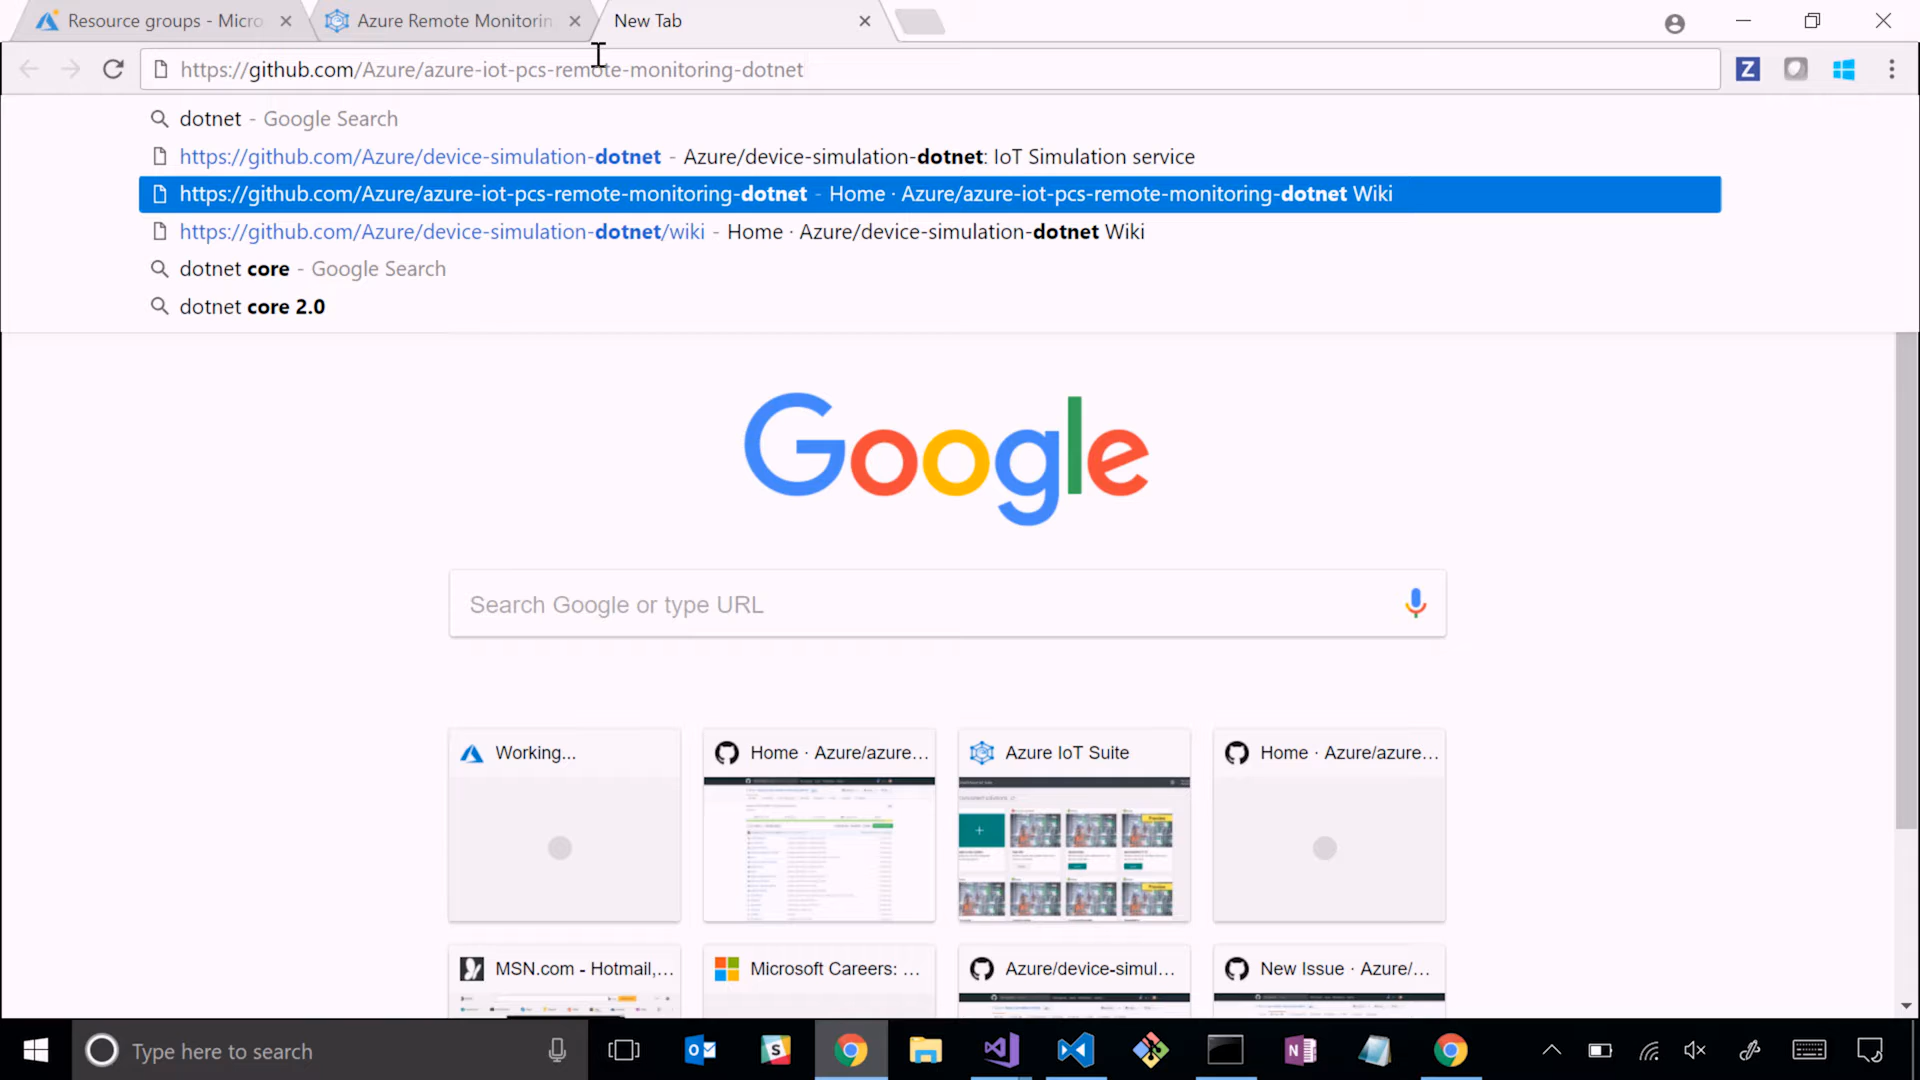 Resource groups - Micro
Azure Remote Monitorin
New Tab
https://github.com/Azure/azure-iot-pcs-remote-monitoring-dotnet
Z
dotnet - Google Search
https://github.com/Azure/device-simulation-dotnet - Azure/device-simulation-dotnet: IoT Simulation service
https://github.com/Azure/azure-iot-pcs-remote-monitoring-dotnet - Home · Azure/azure-iot-pcs-remote-monitoring-dotnet Wiki
https://github.com/Azure/device-simulation-dotnet/wiki - Home · Azure/device-simulation-dotnet Wiki
dotnet core - Google Search
dotnet core 2.0
Google
Search Google or type URL
Working...
Home · Azure/azure...
Azure IoT Suite
Home · Azure/azure...
MSN.com - Hotmail,...
Microsoft Careers: ...
Azure/device-simul...
New Issue · Azure/...
Type here to search